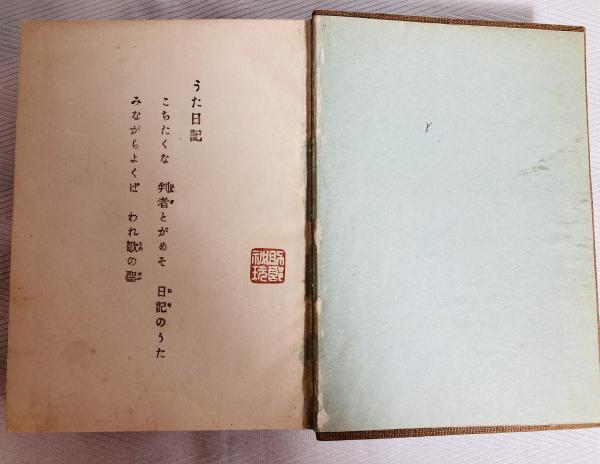 うた日記
こちたくな 判者とがめそ 日記のうた
みながらよくば われ歌の聖